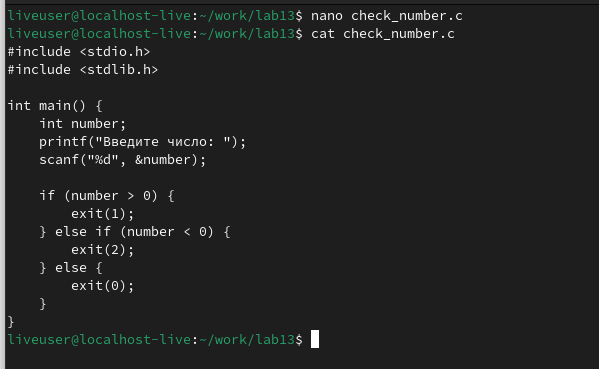 liveuser@localhost-live:~/work/lab13$ nano check_number.c
liveuser@localhost-live:~/work/lab13$ cat check_number.c
#include <stdio.h>
#include <stdlib.h>

int main() {
    int number;
    printf("Введите число: ");
    scanf("%d", &number);

    if (number > 0) {
        exit(1);
    } else if (number < 0) {
        exit(2);
    } else {
        exit(0);
    }
}
liveuser@localhost-live:~/work/lab13$